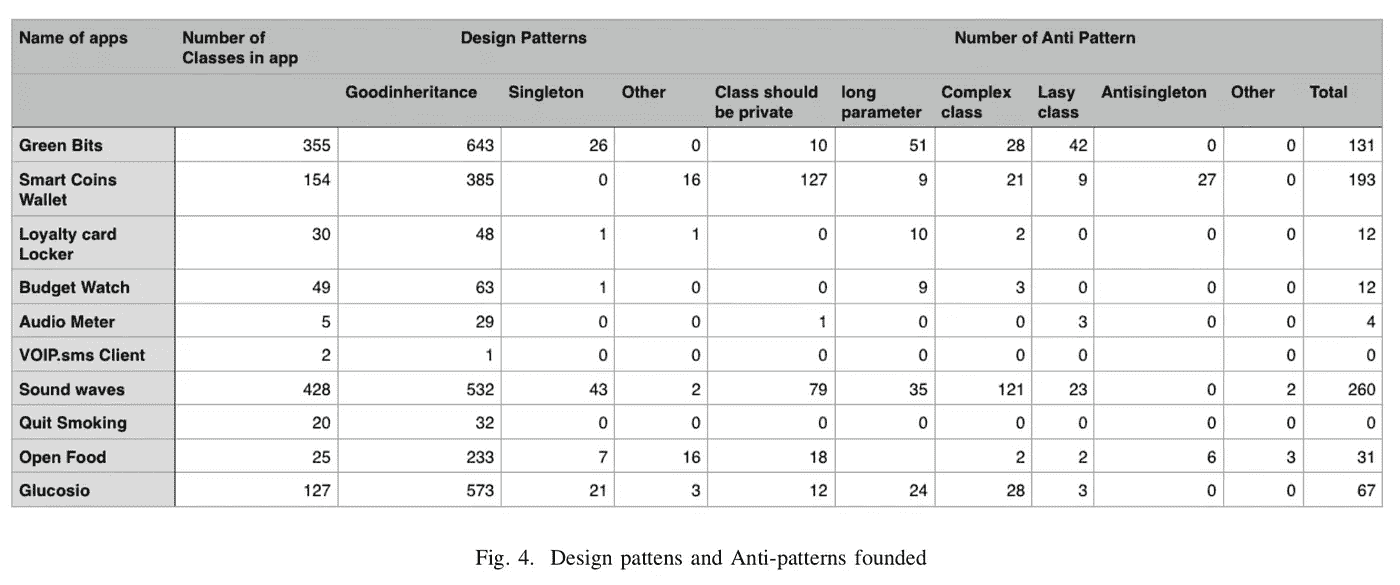 Name of apps Number of Classes in app Design Patterns Number of Anti Pattern
Goodinheritance Singleton Other Class should be private long parameter Complex class Lasy class Antisingleton Other Total
Green Bits 355 643 26 0 10 51 28 42 0 0 131
Smart Coins Wallet 154 385 0 16 127 9 21 9 27 0 193
Loyalty card Locker 30 48 1 1 0 10 2 0 0 0 12
Budget Watch 49 63 1 0 0 9 3 0 0 0 12
Audio Meter 5 29 0 0 1 0 0 3 0 0 4
VOIP.sms Client 2 1 0 0 0 0 0 0 0 0
Sound waves 428 532 43 2 79 35 121 23 0 2 260
Quit Smoking 20 32 0 0 0 0 0 0 0 0 0
Open Food 25 233 7 16 18 2 2 6 3 31
Glucosio 127 573 21 3 12 24 28 3 0 0 67
Fig. 4. Design pattens and Anti-patterns founded